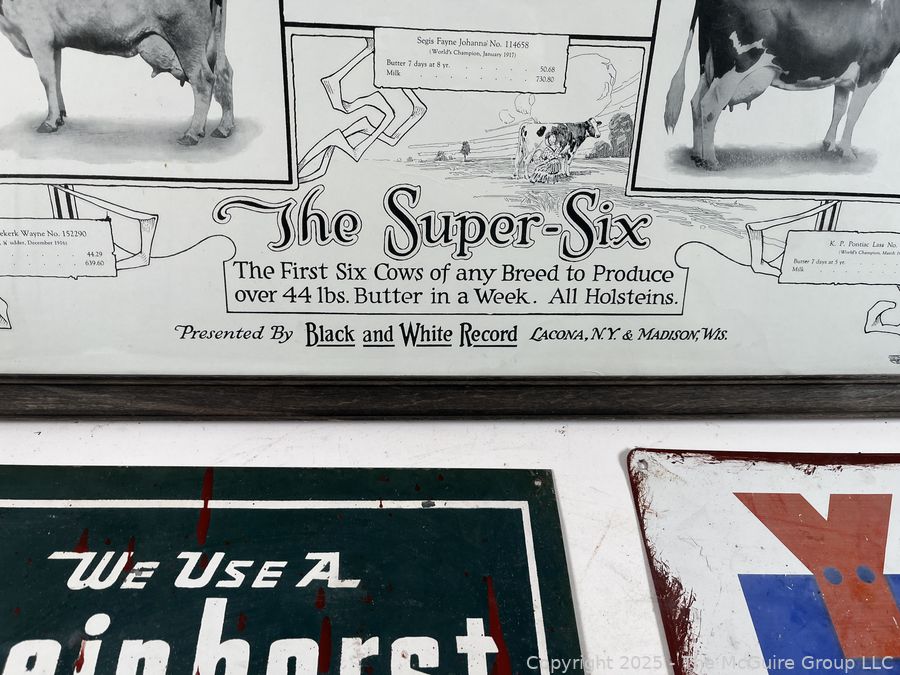 Segis Fayne Johanna No. 114658
(World's Champion, January 1917)
Butter 7 days at 8 yr. 50.68
Milk 730.80
Wayne No. 152290
udder, December 1916)
44.29
639.60
K. P. Pontiac Lass No.
(World's Champion, March
Butter 7 days at 5 yr.
Milk
The Super-Six
The First Six Cows of any Breed to Produce
over 44 lbs. Butter in a Week. All Holsteins.
Presented By Black and White Record LACONA, N.Y. & MADISON, WIS.
WE USE A
einhorst
Y
Copyright 2025 The McGuire Group LLC